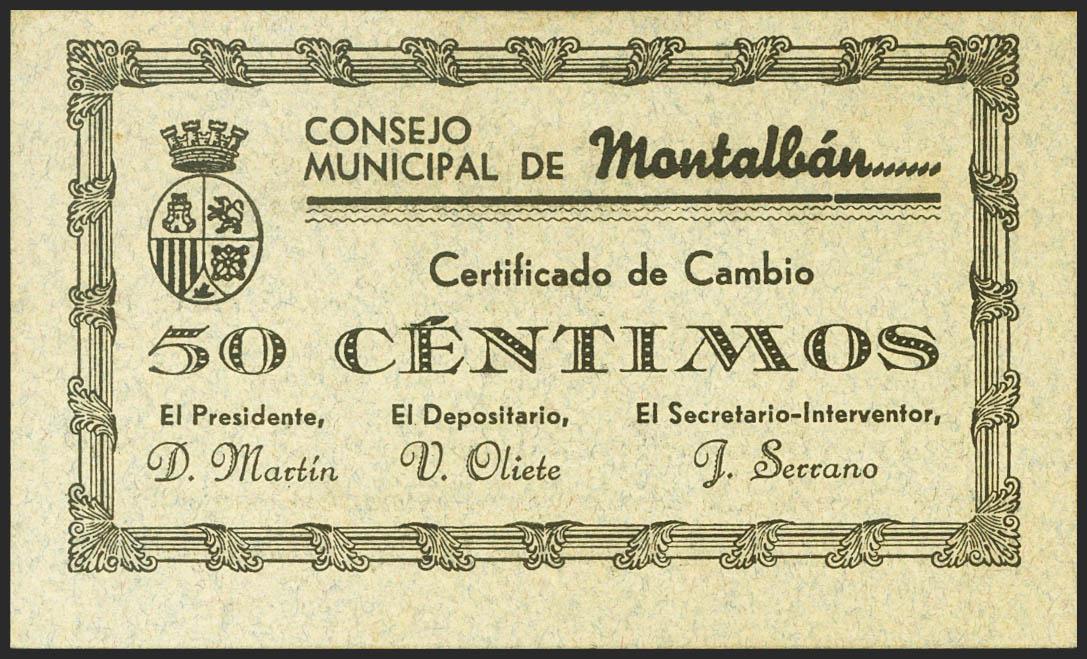 CONSEJO
MUNICIPAL DE Montalbán......
Certificado de Cambio
50 CÉNTIMOS
El Presidente, El Depositario, El Secretario-Interventor,
D. Martín V. Oliete J. Serrano